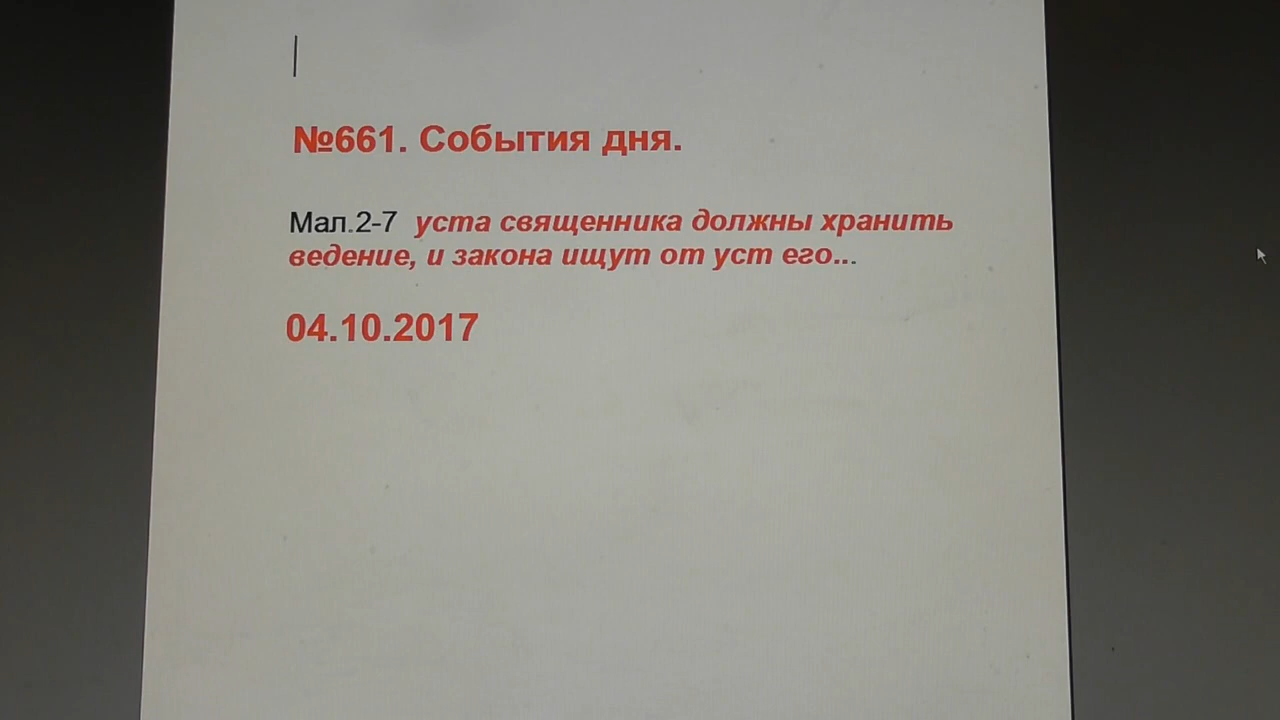 №661. События дня.
Мал.2-7 уста священника должны хранить
ведение, и закона ищут от уст его...
04.10.2017